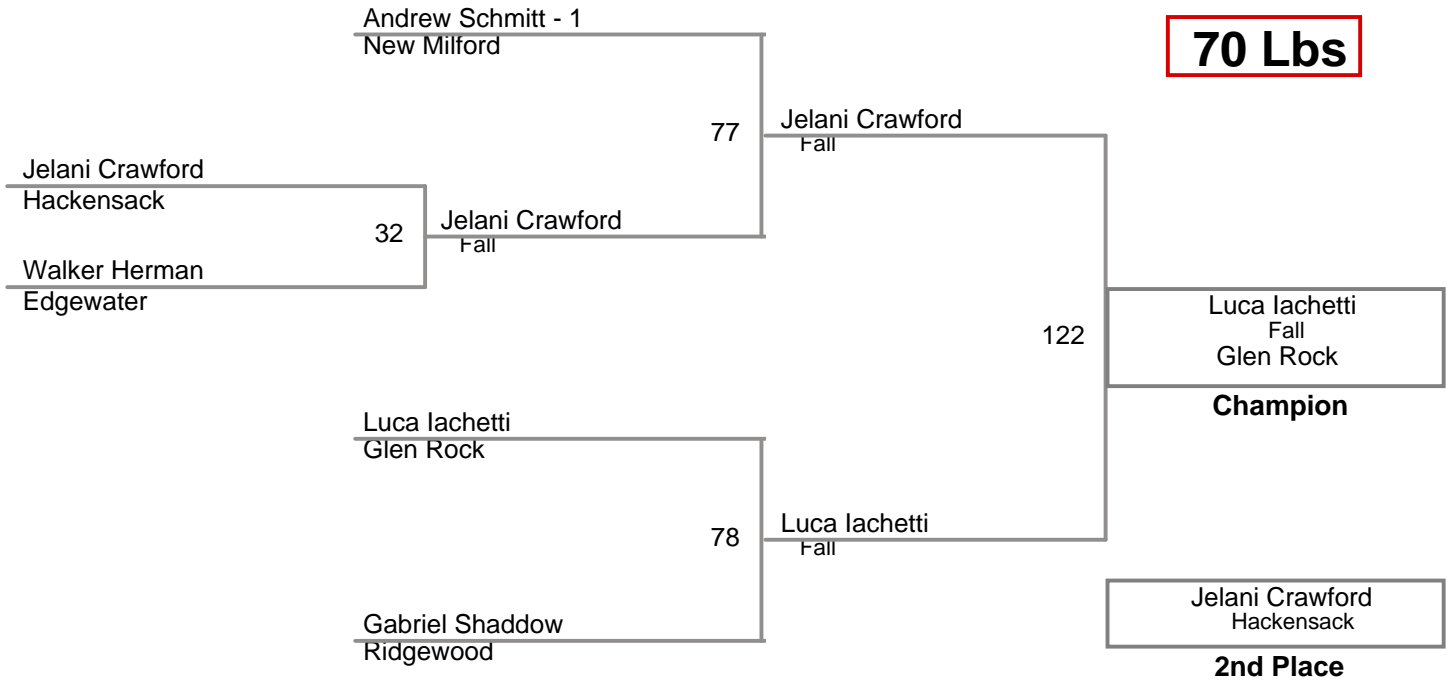 Andrew Schmitt - 1
New Milford
70 Lbs
77
Jelani Crawford
Fall
Jelani Crawford
Hackensack
32
Jelani Crawford
Fall
Walker Herman
Edgewater
122
Luca Iachetti
Fall
Glen Rock
Champion
Luca Iachetti
Glen Rock
78
Luca Iachetti
Fall
Gabriel Shaddow
Ridgewood
Jelani Crawford
Hackensack
2nd Place